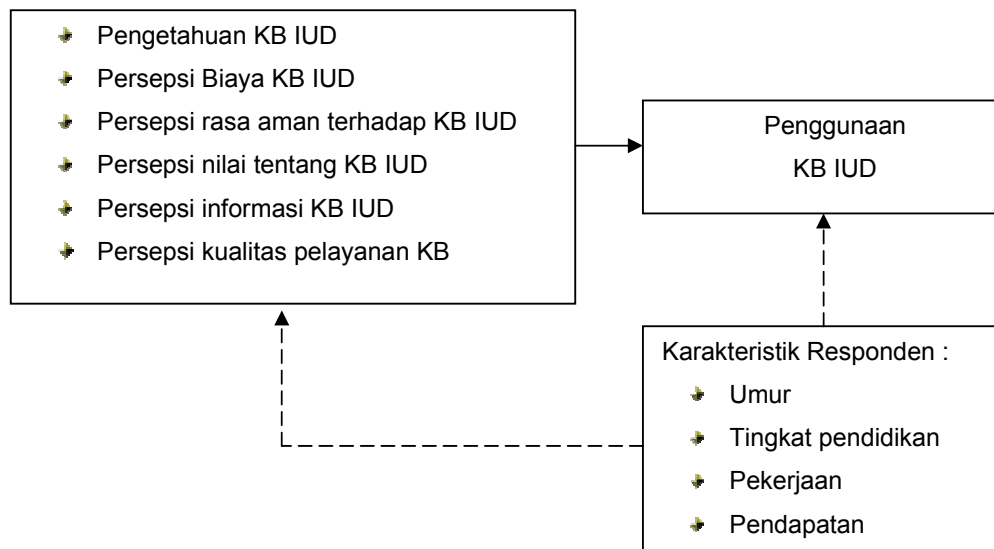 Pengetahuan KB IUD
Persepsi Biaya KB IUD
Persepsi rasa aman terhadap KB IUD
Persepsi nilai tentang KB IUD
Persepsi informasi KB IUD
Persepsi kualitas pelayanan KB
Penggunaan
KB IUD
Karakteristik Responden :
Umur
Tingkat pendidikan
Pekerjaan
Pendapatan